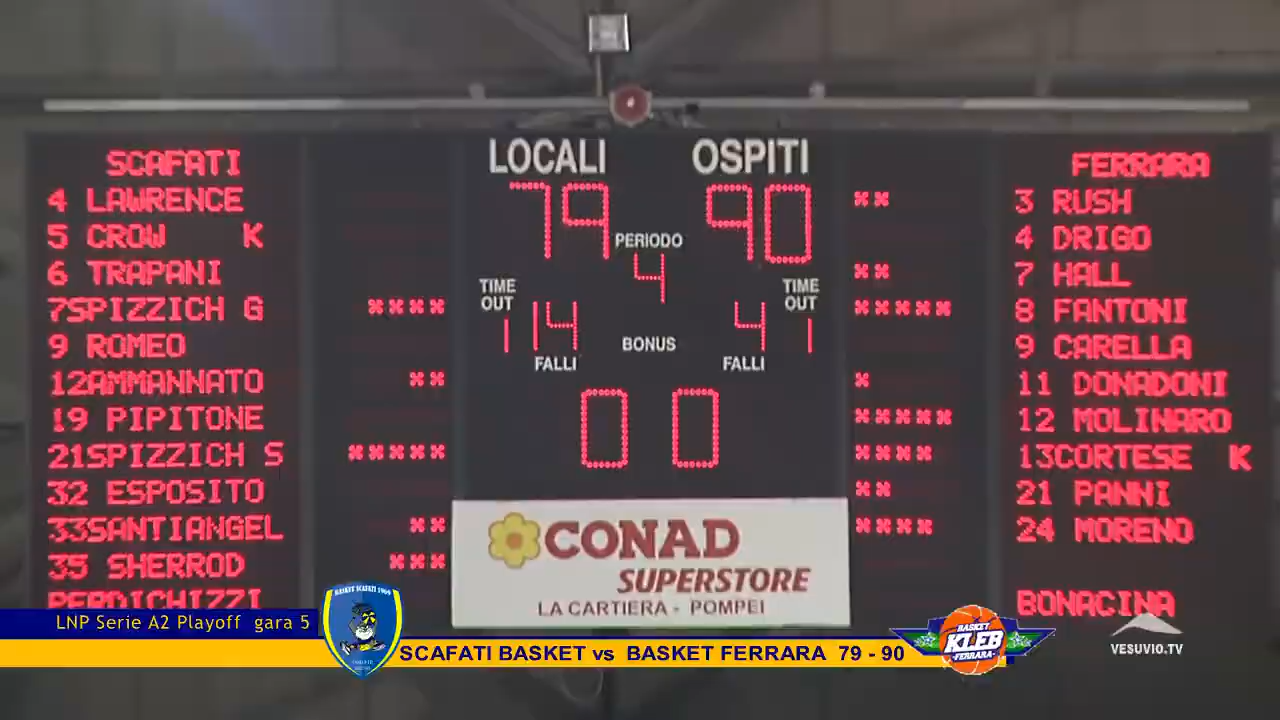 SCAFATI
4 LAWRENCE
5 CROW K
6 TRAPANI
7SPIZZICH G
9 ROMEO
12AMMANNATO
19 PIPITONE
21SPIZZICH S
32 ESPOSITO
33SANTIANGEL
35 SHERROD
PERDICHIZZI
LOCALI OSPITI
79 90
PERIODO
4
TIME OUT TIME OUT
1 14 4 1
BONUS
FALLI FALLI
0 0
CONAD
SUPERSTORE
LA CARTIERA - POMPEI
FERRARA
3 RUSH
4 DRIGO
7 HALL
8 FANTONI
9 CARELLA
11 DONADONI
12 MOLINARO
13CORTESE K
21 PANNI
24 MORENO
BONACINA
LNP Serie A2 Playoff gara 5
BASKET SCAFATI 1969
SCAFATI BASKET vs BASKET FERRARA 79 - 90
BASKET
KLEB
FERRARA
VESUVIO.TV